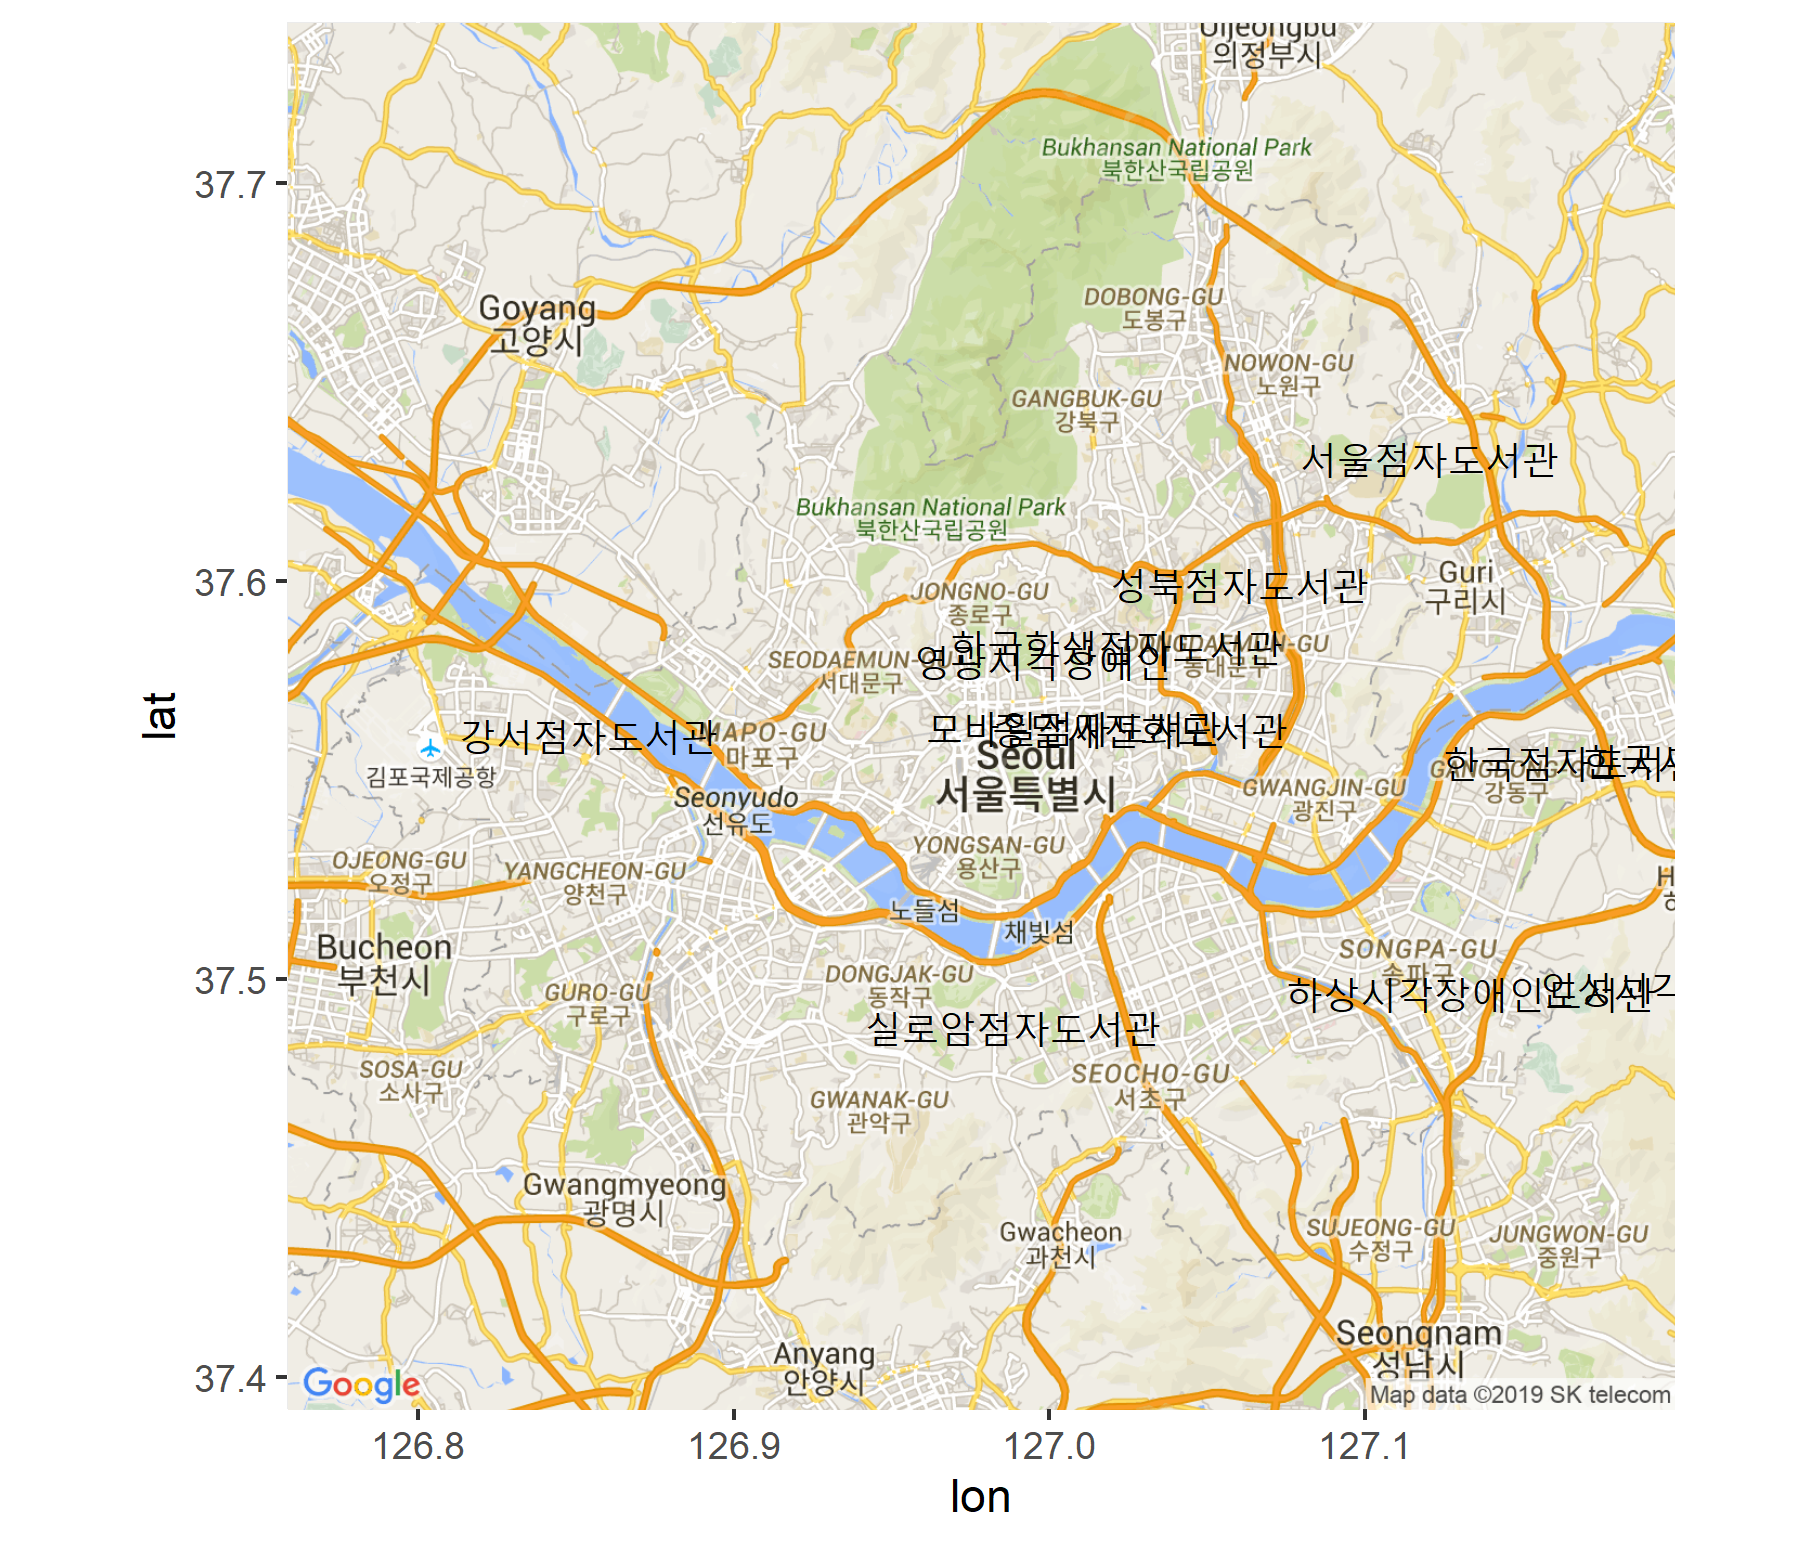 Uijeongbu
의정부시
Bukhansan National Park
북한산국립공원
37.7
DOBONG-GU
도봉구
Goyang
고양시
NOWON-GU
노원구
GANGBUK-GU
강북구
서울점자도서관
Bukhansan National Park
북한산국립공원
37.6
성북점자도서관
Guri
구리시
JONGNO-GU
종로구
한국학생점자도서관
영광시각장애인
동대문구
SEODAEMUN-GU
서대문구
lat
강서점자도서관
MAPO-GU
마포구
모바일점자도서관
Seoul
서울특별시
김포국제공항
한국점자도서관
강동구
GWANGJIN-GU
광진구
Seonyudo
선유도
OJEONG-GU
오정구
YANGCHEON-GU
양천구
YONGSAN-GU
용산구
노들섬
채빛섬
Bucheon
부천시
SONGPA-GU
송파구
37.5
DONGJAK-GU
동작구
GURO-GU
구로구
하상시각장애인도서관
실로암점자도서관
SOSA-GU
소사구
SEOCHO-GU
서초구
GWANAK-GU
관악구
Gwangmyeong
광명시
Gwacheon
과천시
SUJEONG-GU
수정구
JUNGWON-GU
중원구
Anyang
안양시
Seongnam
성남시
37.4
Google
Map data ©2019 SK telecom
126.8
126.9
127.0
127.1
lon